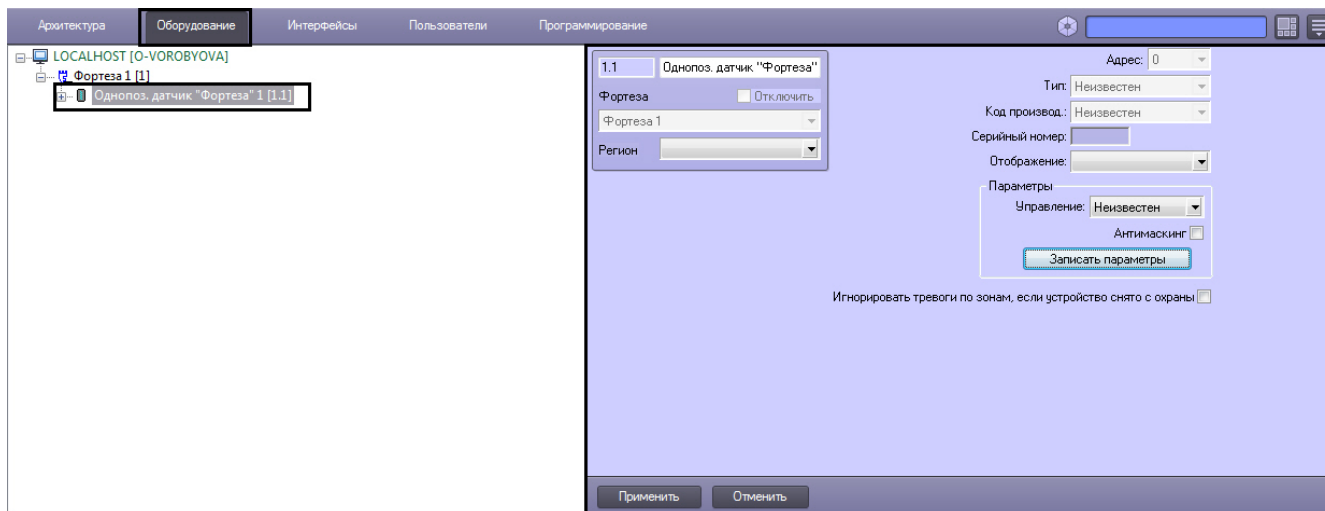 Архитектура Оборудование Интерфейсы Пользователи Программирование
LOCALHOST [O-VOROBYOVA]
Фортеза 1 [1]
Однопоз. датчик "Фортеза" 1 [1.1]
1.1 Однопоз. датчик "Фортеза"
Фортеза Отключить
Фортеза 1
Регион
Адрес: 0
Тип: Неизвестен
Код производ.: Неизвестен
Серийный номер:
Отображение:
Параметры
Управление: Неизвестен
Антимаскинг
Записать параметры
Игнорировать тревоги по зонам, если устройство снято с охраны
Применить Отменить